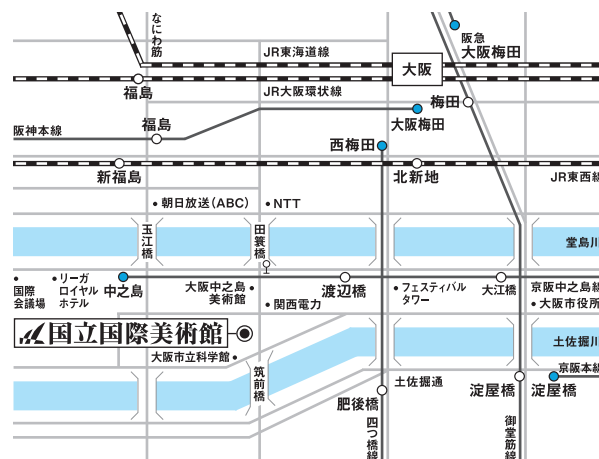 なにわ筋
JR東海道線
阪急
大阪梅田
大阪
福島
JR大阪環状線
梅田
阪神本線
福島
大阪梅田
西梅田
新福島
北新地
JR東西線
朝日放送（ABC）
NTT
玉江橋
田蓑橋
堂島川
国際
会議場
リーガ
ロイヤル
ホテル
中之島
大阪中之島
美術館
渡辺橋
フェスティバル
タワー
大江橋
京阪中之島線
関西電力
大阪市役所
国立国際美術館
土佐堀川
大阪市立科学館
筑前橋
京阪本線
土佐堀通
肥後橋
淀屋橋
淀屋橋
四つ橋線
御堂筋線